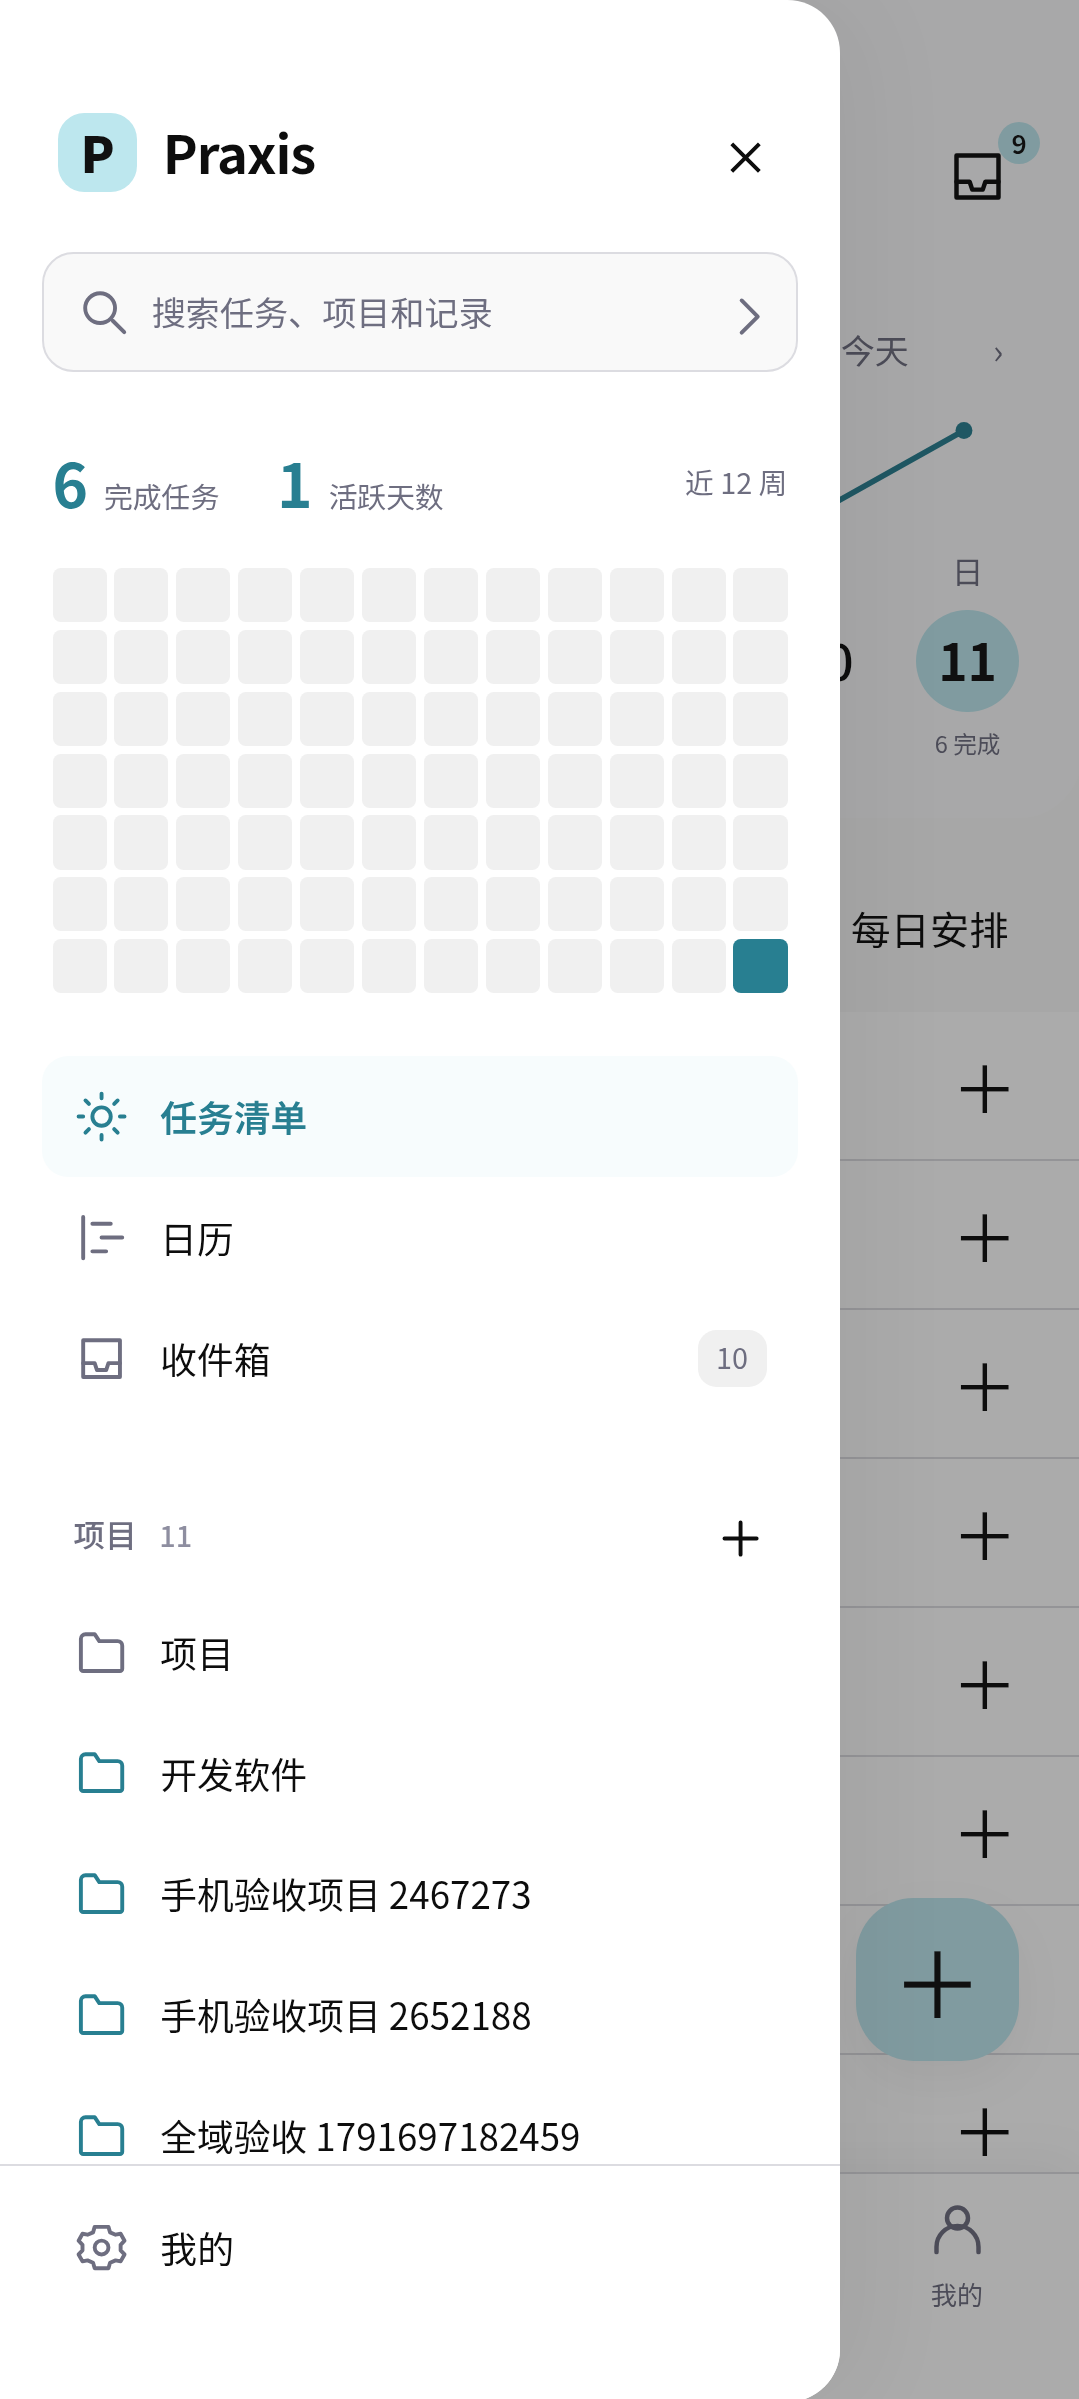 P Praxis
9
搜索任务、项目和记录
今天 ›
6 完成任务 1 活跃天数 近 12 周
日
11
6 完成
每日安排
任务清单
日历
收件箱 10
项目 11
项目
开发软件
手机验收项目 2467273
手机验收项目 2652188
全域验收 1791697182459
我的
我的